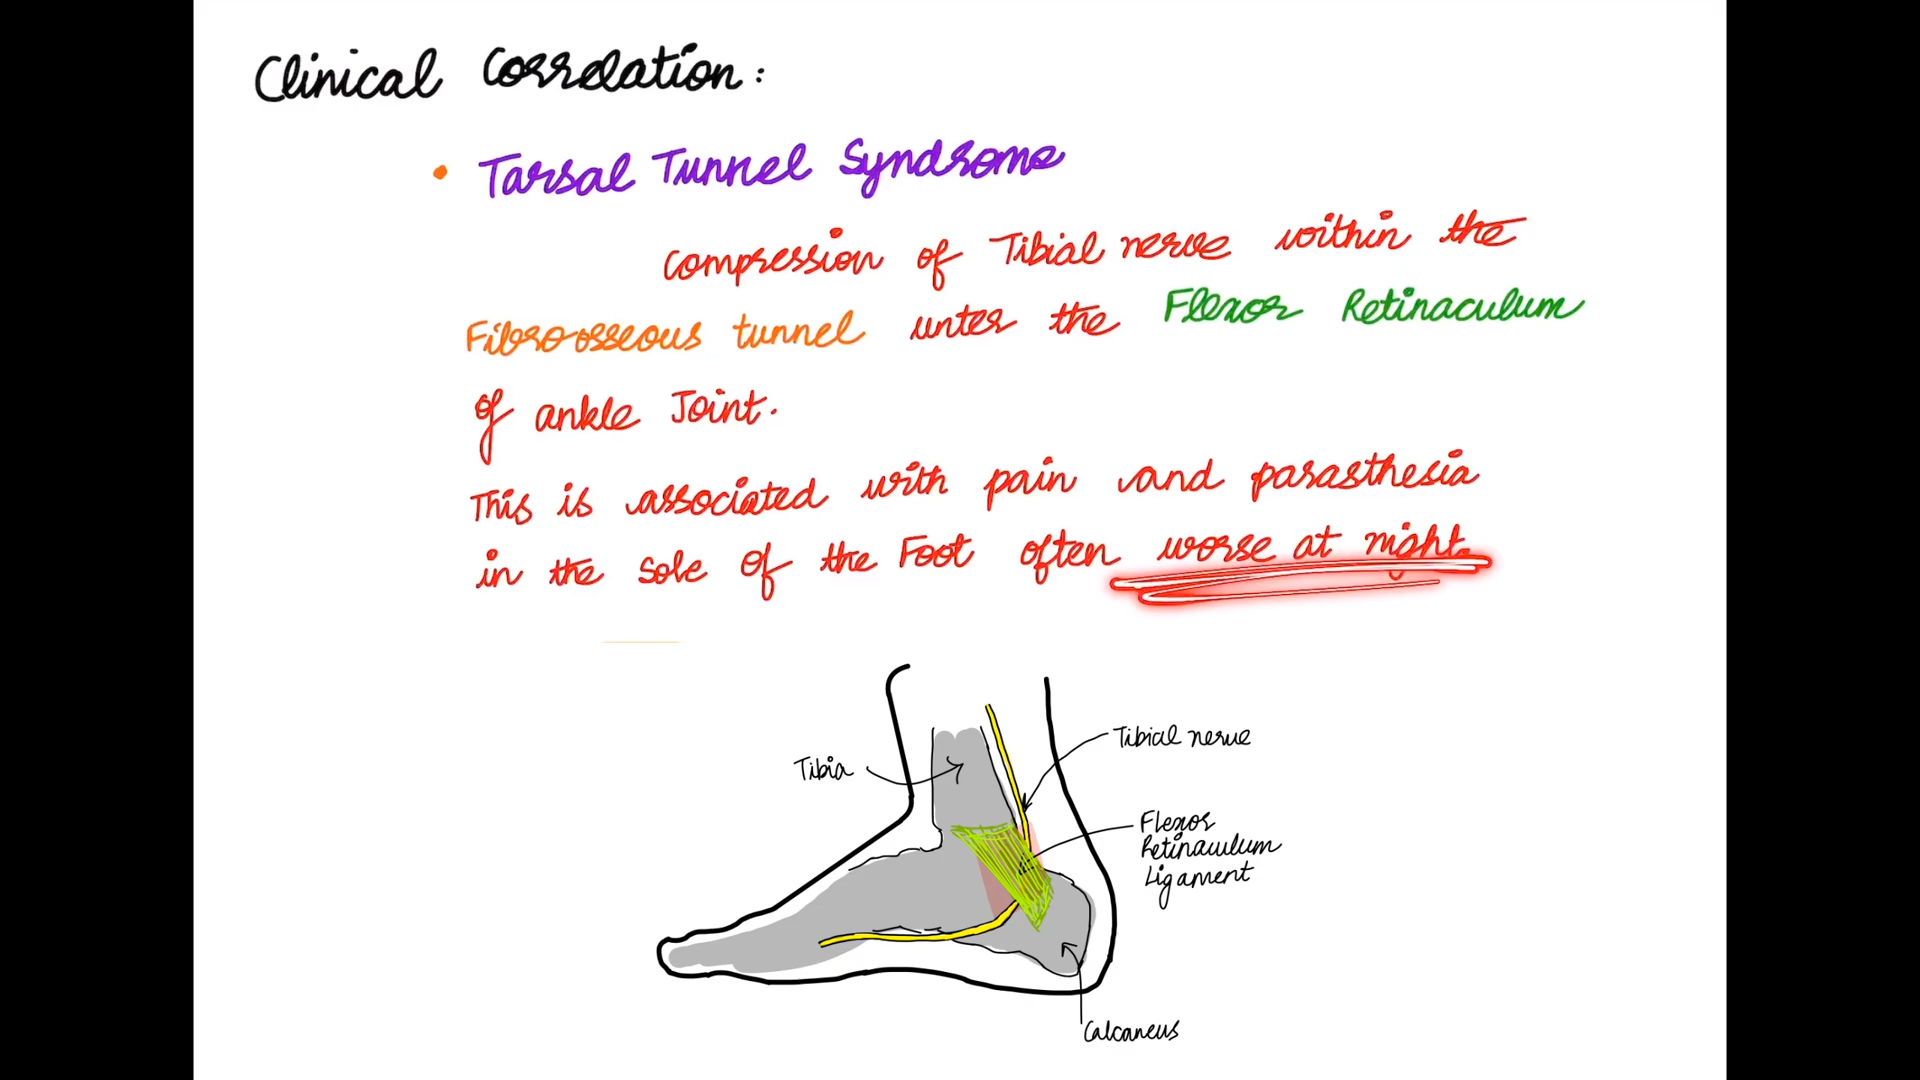 Clinical Correlation:
• Tarsal Tunnel Syndrome
compression of Tibial nerve within the
Fibroosseous tunnel unter the Flexor Retinaculum
of ankle Joint.
This is associated with pain and parasthesia
in the sole of the Foot often worse at night.
Tibia
Tibial nerve
Flexor
Retinaculum
Ligament
Calcaneus